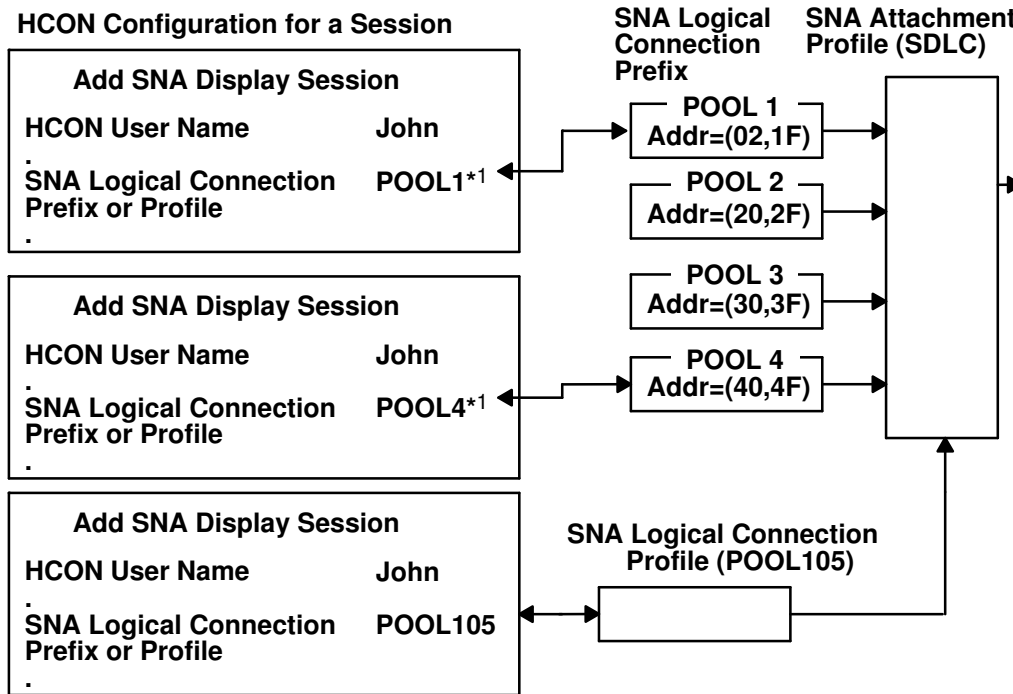 HCON Configuration for a Session
SNA Logical
Connection
Prefix
SNA Attachment
Profile (SDLC)
Add SNA Display Session
HCON User Name John
.
SNA Logical Connection POOL1*1
Prefix or Profile
.
POOL 1
Addr=(02,1F)
POOL 2
Addr=(20,2F)
POOL 3
Addr=(30,3F)
POOL 4
Addr=(40,4F)
Add SNA Display Session
HCON User Name John
.
SNA Logical Connection POOL4*1
Prefix or Profile
.
Add SNA Display Session
HCON User Name John
.
SNA Logical Connection POOL105
Prefix or Profile
.
SNA Logical Connection
Profile (POOL105)